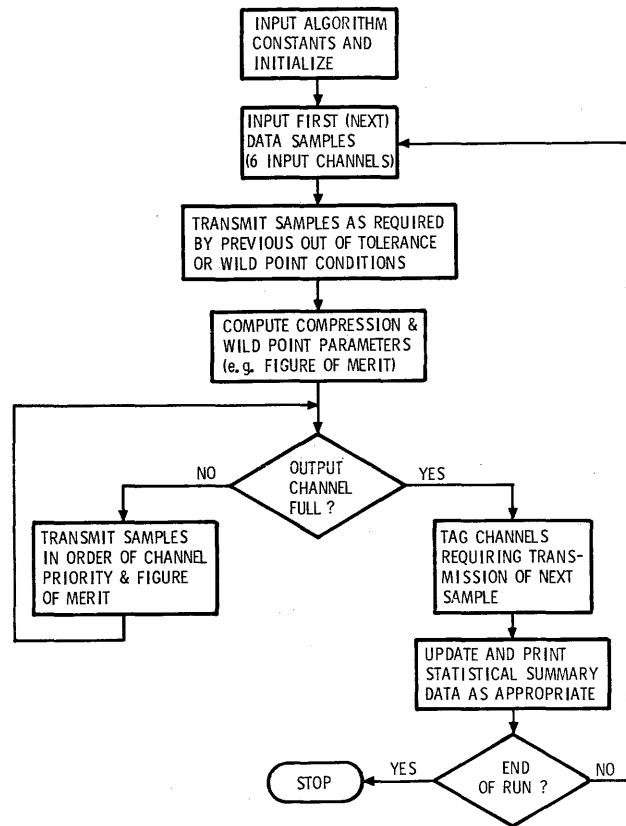 INPUT ALGORITHM
CONSTANTS AND
INITIALIZE
INPUT FIRST (NEXT)
DATA SAMPLES
(6 INPUT CHANNELS)
TRANSMIT SAMPLES AS REQUIRED
BY PREVIOUS OUT OF TOLERANCE
OR WILD POINT CONDITIONS
COMPUTE COMPRESSION &
WILD POINT PARAMETERS
(e.g. FIGURE OF MERIT)
NO
OUTPUT
CHANNEL
FULL ?
YES
TRANSMIT SAMPLES
IN ORDER OF CHANNEL
PRIORITY & FIGURE
OF MERIT
TAG CHANNELS
REQUIRING TRANS-
MISSION OF NEXT
SAMPLE
UPDATE AND PRINT
STATISTICAL SUMMARY
DATA AS APPROPRIATE
STOP
YES
END
OF RUN ?
NO